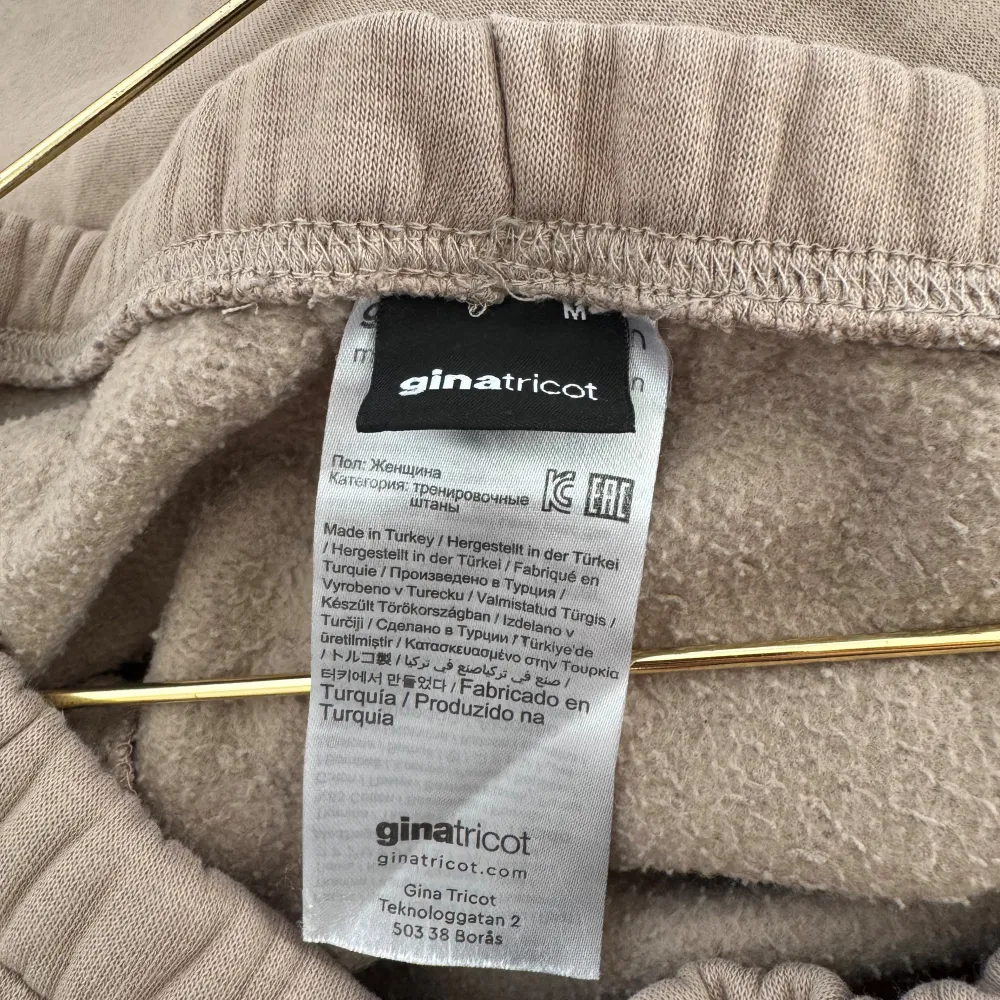 M
ginatricot
Пол: Женщина
Категория: тренировочные
штаны
EAC
Made in Turkey / Hergestellt in der Türkei
/ Hergestellt in der Türkei / Fabriqué en
Turquie / Произведено в Турция /
Vyrobeno v Turecku / Valmistatud Türgis /
Készült Törökországban / Izdelano v
Turčiji / Сделано в Турции / Türkiye'de
üretilmiştir / Κατασκευασμένο στην Τουρκία
/ トルコ製 / صنع في تركياصنع في تركيا /
터키에서 만들었다 / Fabricado en
Turquía / Produzido na
Turquia
ginatricot
ginatricot.com
Gina Tricot
Teknologgatan 2
503 38 Borås